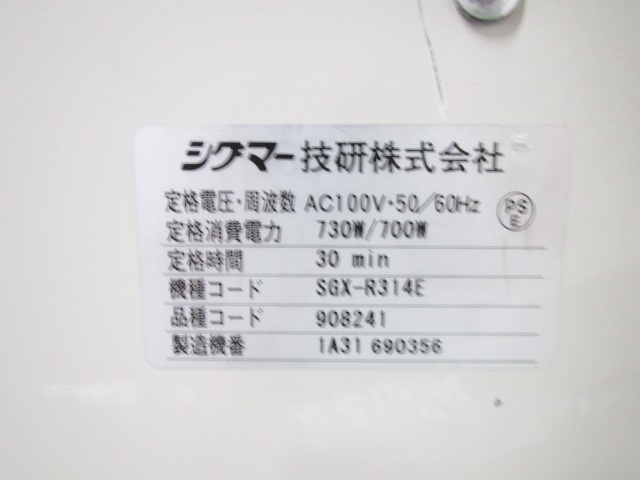 シグマー技研株式会社
定格電圧・周波数 AC100V・50/60Hz PS E
定格消費電力 730W/700W
定格時間 30 min
機種コード SGX-R314E
品種コード 908241
製造機番 1A31 690356